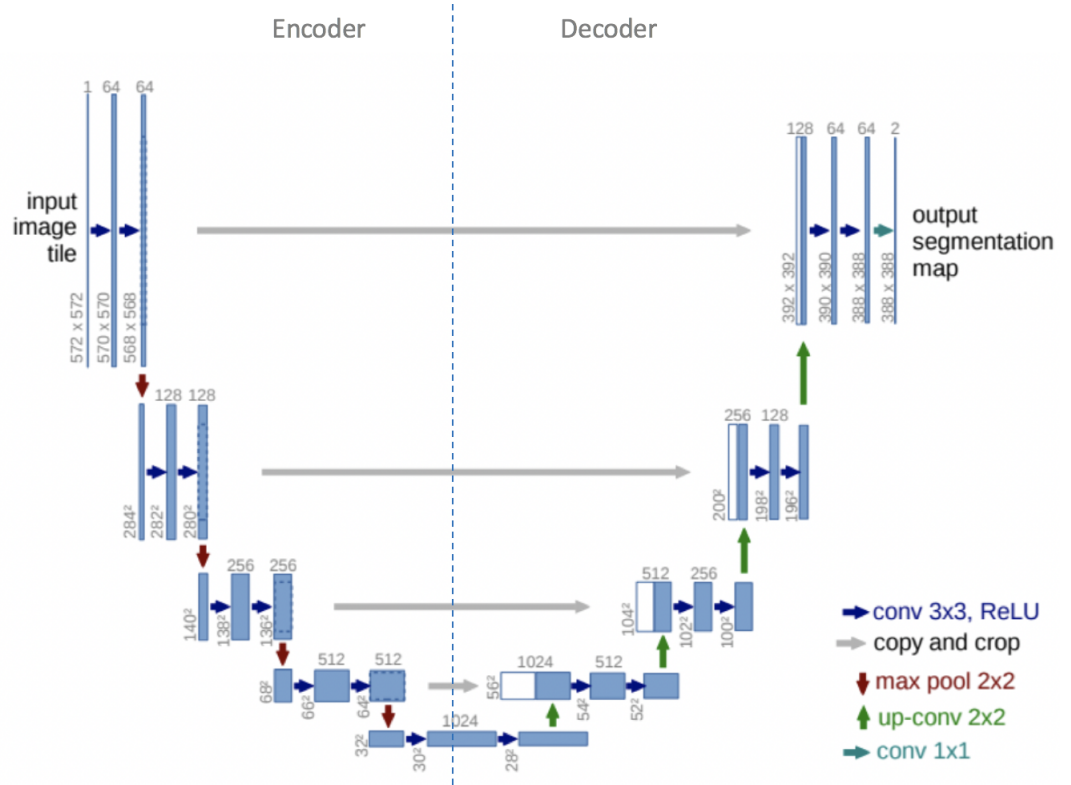 Encoder
Decoder
1 64 64
input
image
tile
572 x 572
570 x 570
568 x 568
128 64 64 2
output
segmentation
map
392 x 392
390 x 390
388 x 388
388 x 388
128 128
284²
282²
280²
256 128
200²
198²
196²
256 256
140²
138²
136²
512 256
104²
102²
100²
512 512
68²
66²
64²
1024 512
56²
54²
52²
1024
32²
30²
28²
conv 3x3, ReLU
copy and crop
max pool 2x2
up-conv 2x2
conv 1x1